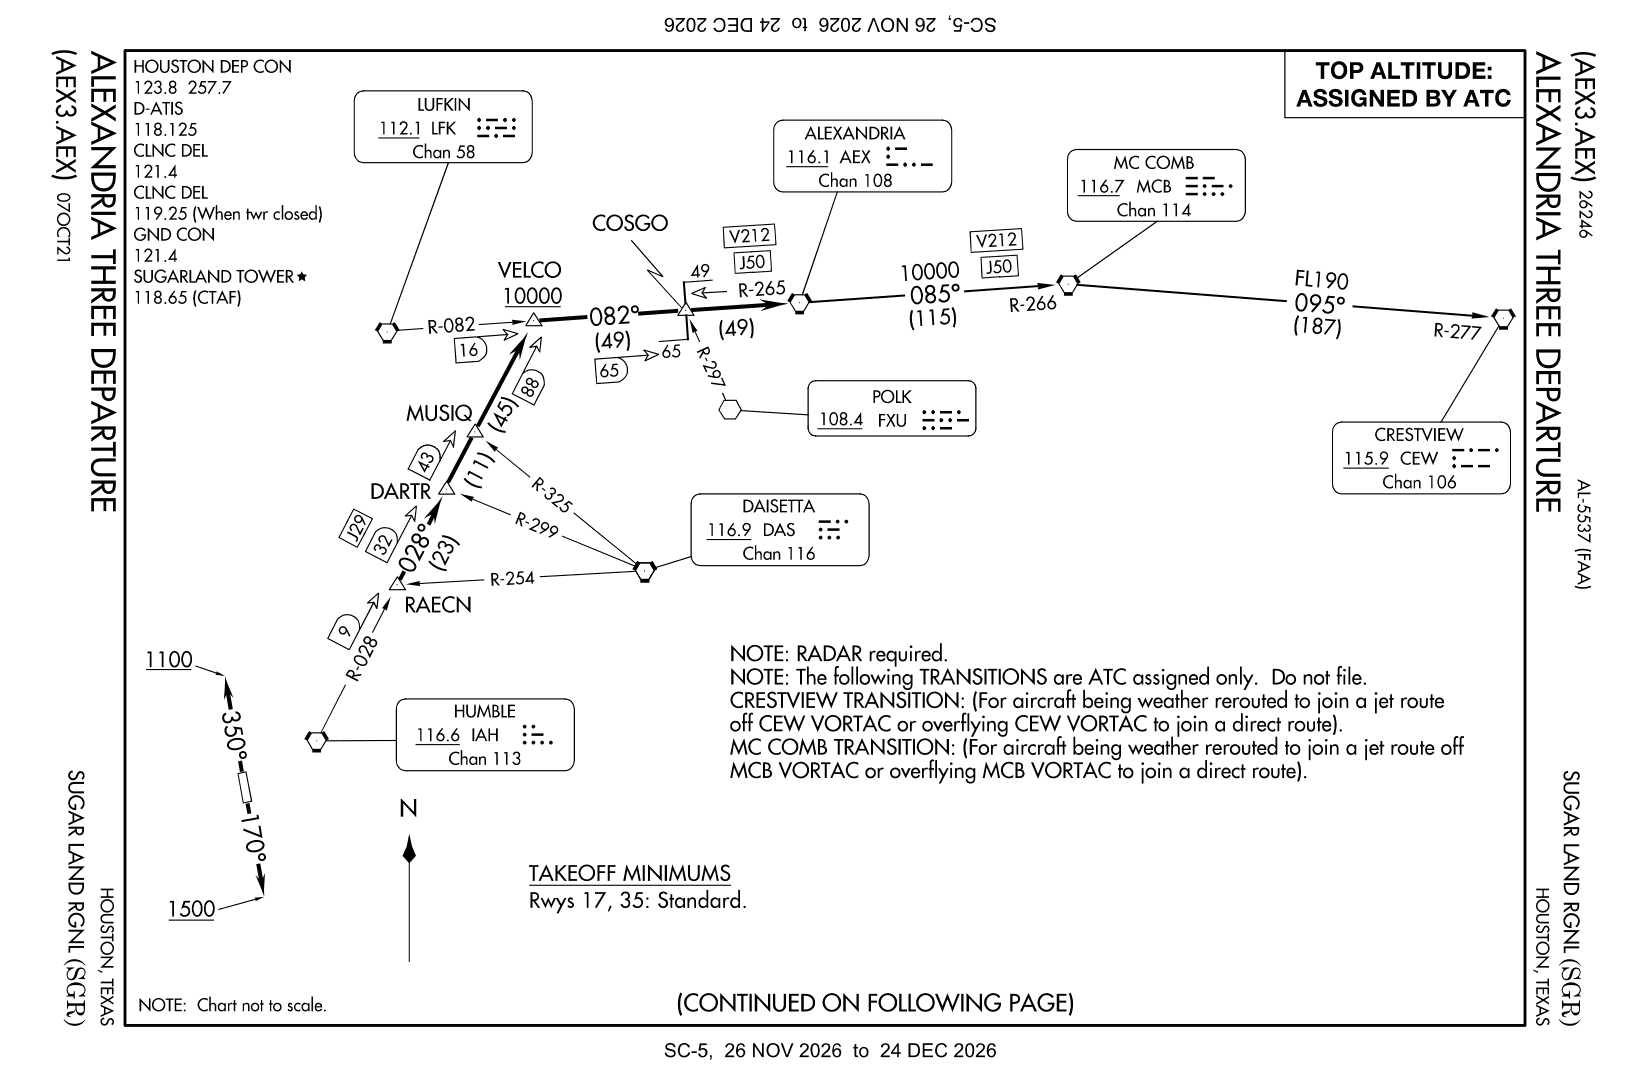 SC-5, 26 NOV 2026 to 24 DEC 2026
ALEXANDRIA THREE DEPARTURE
(AEX3.AEX) 07OCT21
SUGAR LAND RGNL (SGR)
HOUSTON, TEXAS
HOUSTON DEP CON
123.8 257.7
D-ATIS
118.125
CLNC DEL
121.4
CLNC DEL
119.25 (When twr closed)
GND CON
121.4
SUGARLAND TOWER★
118.65 (CTAF)
TOP ALTITUDE:
ASSIGNED BY ATC
LUFKIN
112.1 LFK
Chan 58
ALEXANDRIA
116.1 AEX
Chan 108
MC COMB
116.7 MCB
Chan 114
COSGO
V212
J50
49
R-265
VELCO
10000
R-082
16
082°
(49)
65
65
(49)
R-297
V212
J50
10000
085°
(115)
R-266
FL190
095°
(187)
R-277
POLK
108.4 FXU
CRESTVIEW
115.9 CEW
Chan 106
88
MUSIQ
(45)
43
(11)
DARTR
R-325
R-299
J29
32
028°
(23)
DAISETTA
116.9 DAS
Chan 116
R-254
RAECN
9
R-028
HUMBLE
116.6 IAH
Chan 113
1100
350°
170°
1500
N
NOTE: RADAR required.
NOTE: The following TRANSITIONS are ATC assigned only. Do not file.
CRESTVIEW TRANSITION: (For aircraft being weather rerouted to join a jet route
off CEW VORTAC or overflying CEW VORTAC to join a direct route).
MC COMB TRANSITION: (For aircraft being weather rerouted to join a jet route off
MCB VORTAC or overflying MCB VORTAC to join a direct route).
TAKEOFF MINIMUMS
Rwys 17, 35: Standard.
NOTE: Chart not to scale.
(CONTINUED ON FOLLOWING PAGE)
(AEX3.AEX) 26246
ALEXANDRIA THREE DEPARTURE
AL-5537 (FAA)
SUGAR LAND RGNL (SGR)
HOUSTON, TEXAS
SC-5, 26 NOV 2026 to 24 DEC 2026